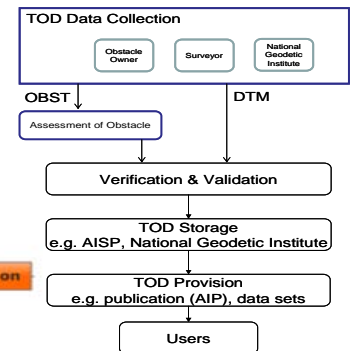 TOD Data Collection
Obstacle
Owner
Surveyor
National
Geodetic
Institute
OBST
DTM
Assessment of Obstacle
Verification & Validation
TOD Storage
e.g. AISP, National Geodetic Institute
on
TOD Provision
e.g. publication (AIP), data sets
Users